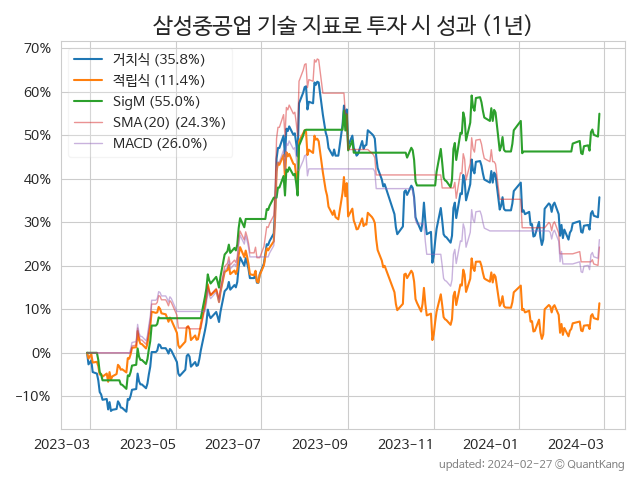 삼성중공업 기술 지표로 투자 시 성과 (1년)
70%
60%
50%
40%
30%
20%
10%
0%
−10%
거치식 (35.8%)
적립식 (11.4%)
SigM (55.0%)
SMA(20) (24.3%)
MACD (26.0%)
2023-03
2023-05
2023-07
2023-09
2023-11
2024-01
2024-03
updated: 2024-02-27 © QuantKang